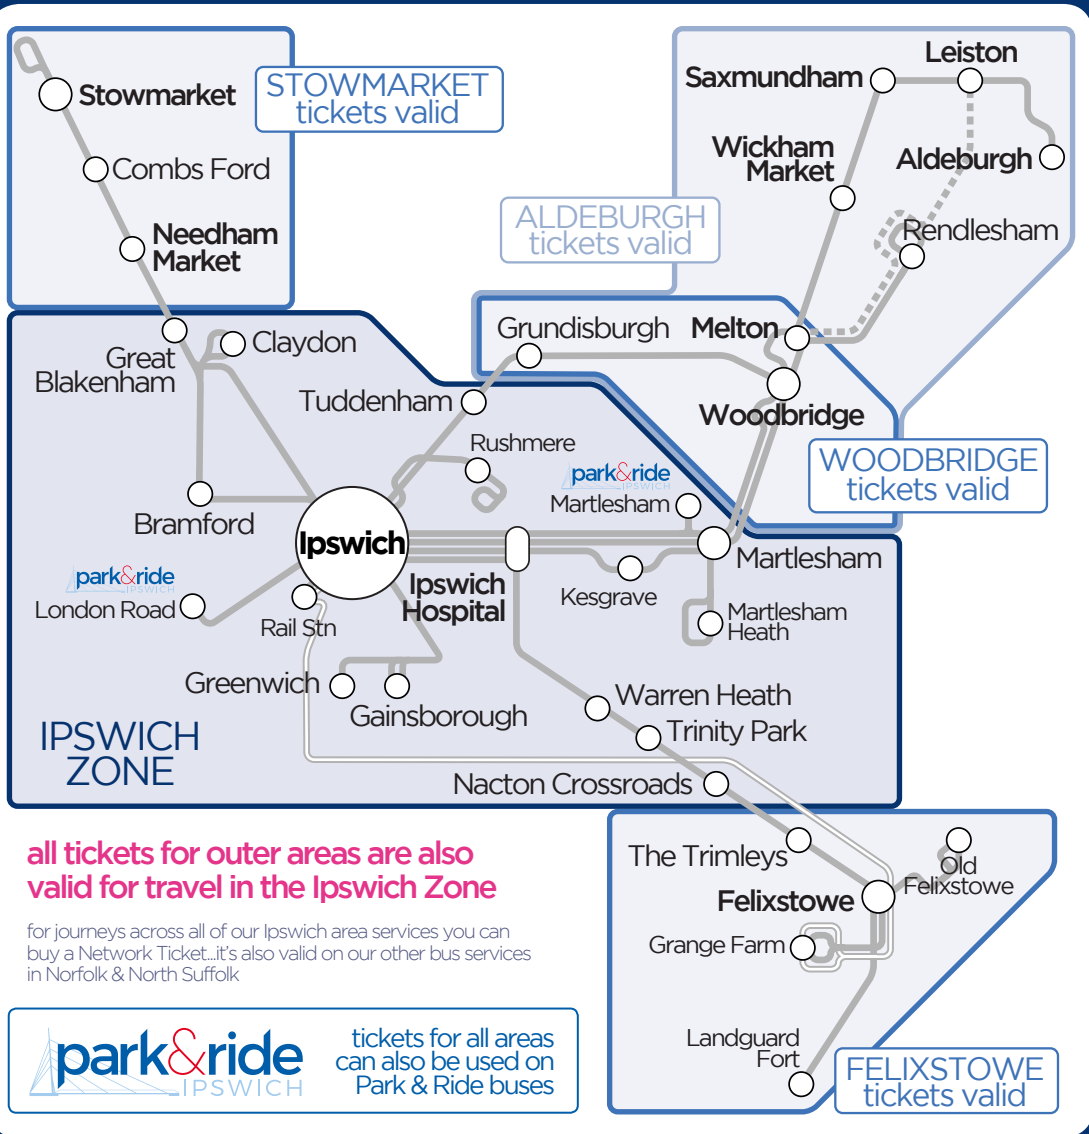 Stowmarket
STOWMARKET
tickets valid
Combs Ford
Needham
Market
Leiston
Saxmundham
Wickham
Market
Aldeburgh
ALDEBURGH
tickets valid
Rendlesham
Great
Blakenham
Claydon
Grundisburgh
Melton
Tuddenham
Woodbridge
Rushmere
WOODBRIDGE
tickets valid
park&ride
IPSWICH
Martlesham
Bramford
Ipswich
Martlesham
park&ride
IPSWICH
London Road
Ipswich
Hospital
Kesgrave
Rail Stn
Martlesham
Heath
Greenwich
Gainsborough
Warren Heath
Trinity Park
IPSWICH
ZONE
Nacton Crossroads
all tickets for outer areas are also
valid for travel in the Ipswich Zone
for journeys across all of our Ipswich area services you can
buy a Network Ticket...it's also valid on our other bus services
in Norfolk & North Suffolk
The Trimleys
Old
Felixstowe
Felixstowe
Grange Farm
Landguard
Fort
FELIXSTOWE
tickets valid
park&ride
IPSWICH
tickets for all areas
can also be used on
Park & Ride buses